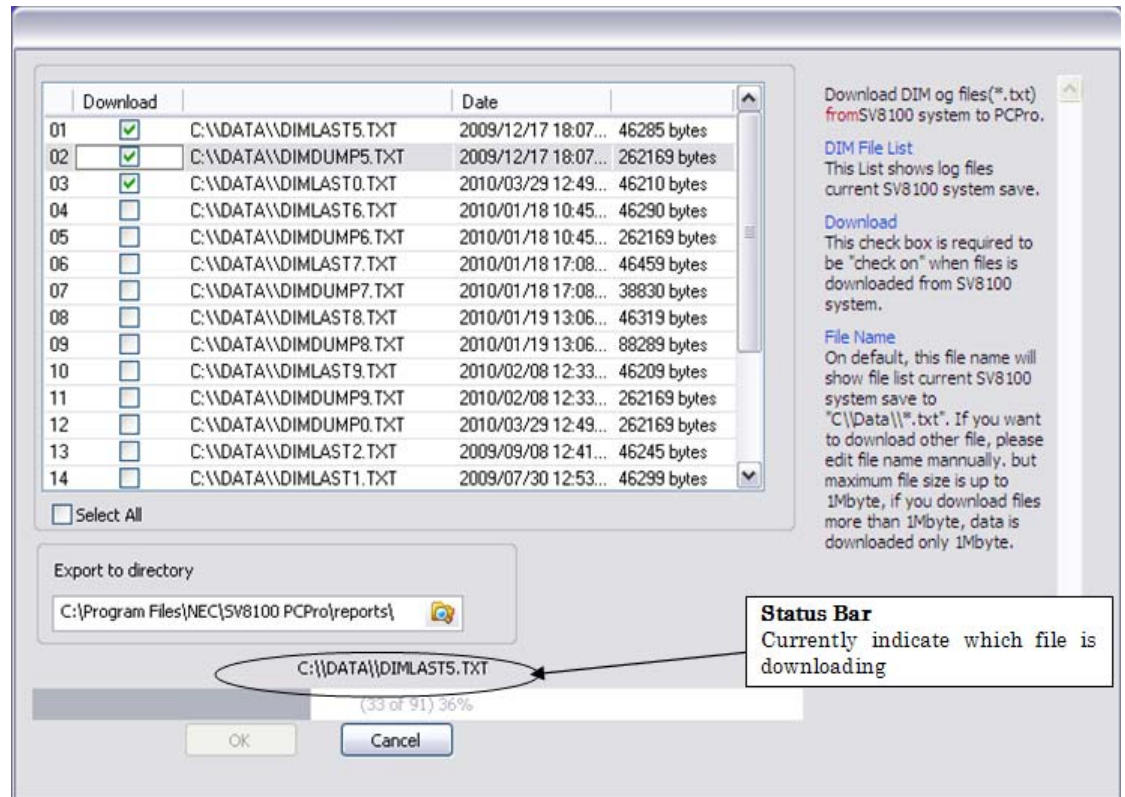 Download Date
01 C:\\DATA\\DIMLAST5.TXT 2009/12/17 18:07... 46285 bytes
02 C:\\DATA\\DIMDUMP5.TXT 2009/12/17 18:07... 262169 bytes
03 C:\\DATA\\DIMLAST0.TXT 2010/03/29 12:49... 46210 bytes
04 C:\\DATA\\DIMLAST6.TXT 2010/01/18 10:45... 46290 bytes
05 C:\\DATA\\DIMDUMP6.TXT 2010/01/18 10:45... 262169 bytes
06 C:\\DATA\\DIMLAST7.TXT 2010/01/18 17:08... 46459 bytes
07 C:\\DATA\\DIMDUMP7.TXT 2010/01/18 17:08... 38830 bytes
08 C:\\DATA\\DIMLAST8.TXT 2010/01/19 13:06... 46319 bytes
09 C:\\DATA\\DIMDUMP8.TXT 2010/01/19 13:06... 88289 bytes
10 C:\\DATA\\DIMLAST9.TXT 2010/02/08 12:33... 46209 bytes
11 C:\\DATA\\DIMDUMP9.TXT 2010/02/08 12:33... 262169 bytes
12 C:\\DATA\\DIMDUMP0.TXT 2010/03/29 12:49... 262169 bytes
13 C:\\DATA\\DIMLAST2.TXT 2009/09/08 12:41... 46245 bytes
14 C:\\DATA\\DIMLAST1.TXT 2009/07/30 12:53... 46299 bytes
Select All
Export to directory
C:\Program Files\NEC\SV8100 PCPro\reports\
C:\\DATA\\DIMLAST5.TXT
(33 of 91) 36%
OK Cancel
Download DIM og files(*.txt)
fromSV8100 system to PCPro.
DIM File List
This List shows log files
current SV8100 system save.
Download
This check box is required to
be "check on" when files is
downloaded from SV8100
system.
File Name
On default, this file name will
show file list current SV8100
system save to
"C\\Data\\*.txt". If you want
to download other file, please
edit file name mannually. but
maximum file size is up to
1Mbyte, if you download files
more than 1Mbyte, data is
downloaded only 1Mbyte.
Status Bar
Currently indicate which file is
downloading